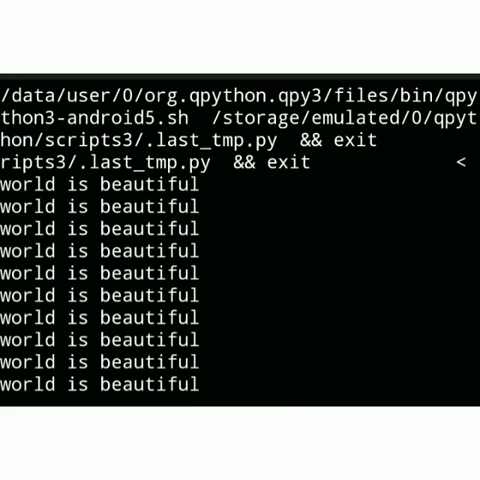 /data/user/0/org.qpython.qpy3/files/bin/qpy
thon3-android5.sh  /storage/emulated/0/qpyt
hon/scripts3/.last_tmp.py  && exit
ripts3/.last_tmp.py  && exit             <
world is beautiful
world is beautiful
world is beautiful
world is beautiful
world is beautiful
world is beautiful
world is beautiful
world is beautiful
world is beautiful
world is beautiful